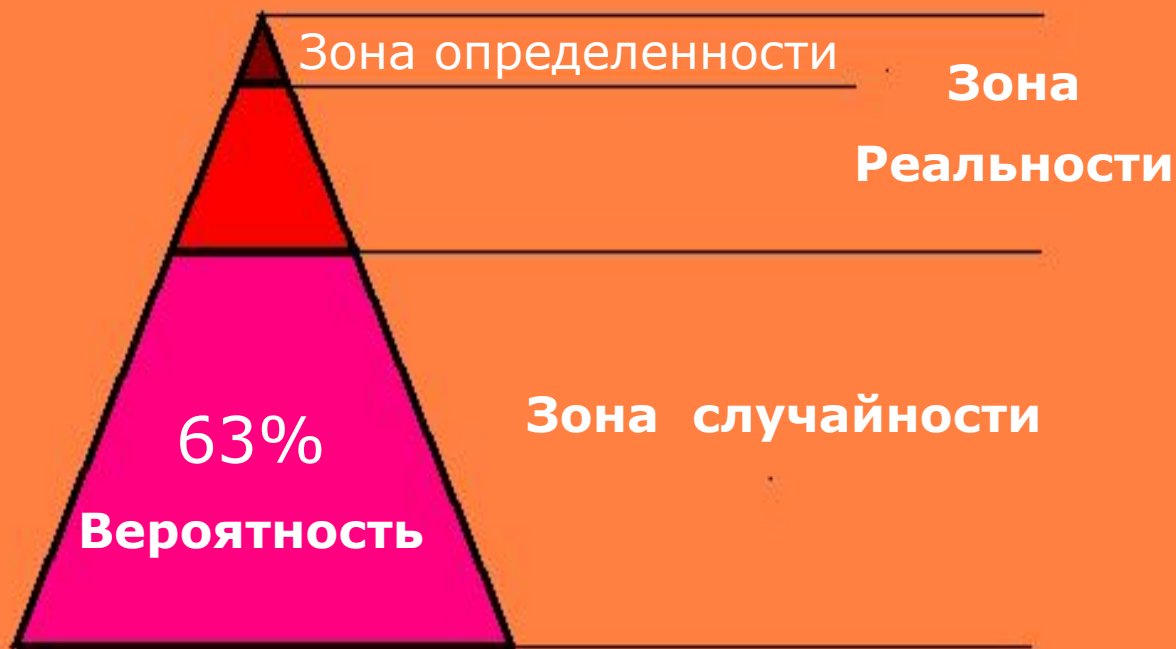 Зона определенности
Зона
Реальности
Зона случайности
63%
Вероятность